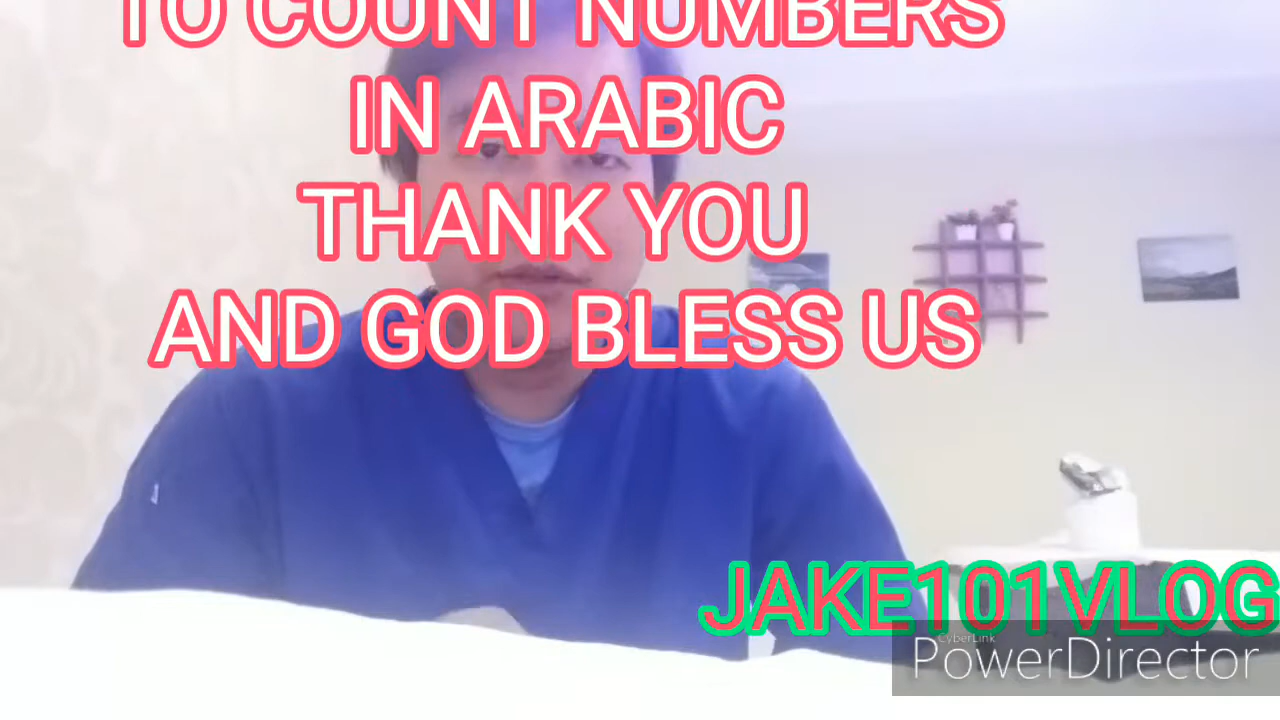 TO COUNT NUMBERS
IN ARABIC
THANK YOU
AND GOD BLESS US
JAKE101VLOG
CyberLink
PowerDirector